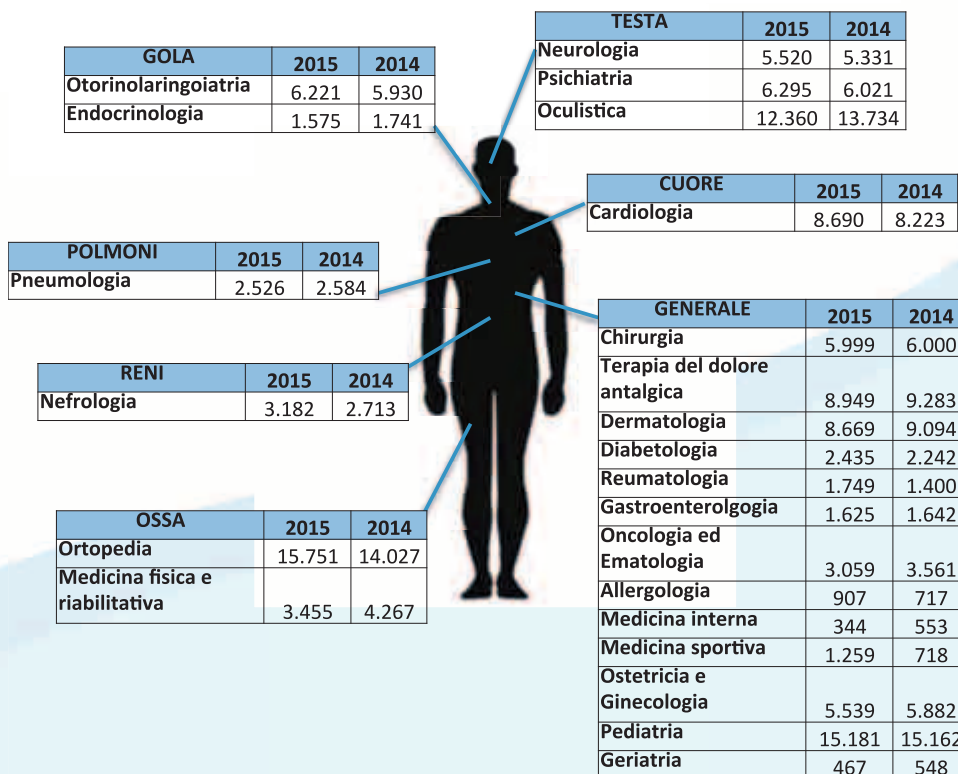 GOLA 2015 2014
Otorinolaringoiatria 6.221 5.930
Endocrinologia 1.575 1.741
TESTA 2015 2014
Neurologia 5.520 5.331
Psichiatria 6.295 6.021
Oculistica 12.360 13.734
CUORE 2015 2014
Cardiologia 8.690 8.223
POLMONI 2015 2014
Pneumologia 2.526 2.584
RENI 2015 2014
Nefrologia 3.182 2.713
OSSA 2015 2014
Ortopedia 15.751 14.027
Medicina fisica e
riabilitativa 3.455 4.267
GENERALE 2015 2014
Chirurgia 5.999 6.000
Terapia del dolore
antalgica 8.949 9.283
Dermatologia 8.669 9.094
Diabetologia 2.435 2.242
Reumatologia 1.749 1.400
Gastroenterolgogia 1.625 1.642
Oncologia ed
Ematologia 3.059 3.561
Allergologia 907 717
Medicina interna 344 553
Medicina sportiva 1.259 718
Ostetricia e
Ginecologia 5.539 5.882
Pediatria 15.181 15.162
Geriatria 467 548